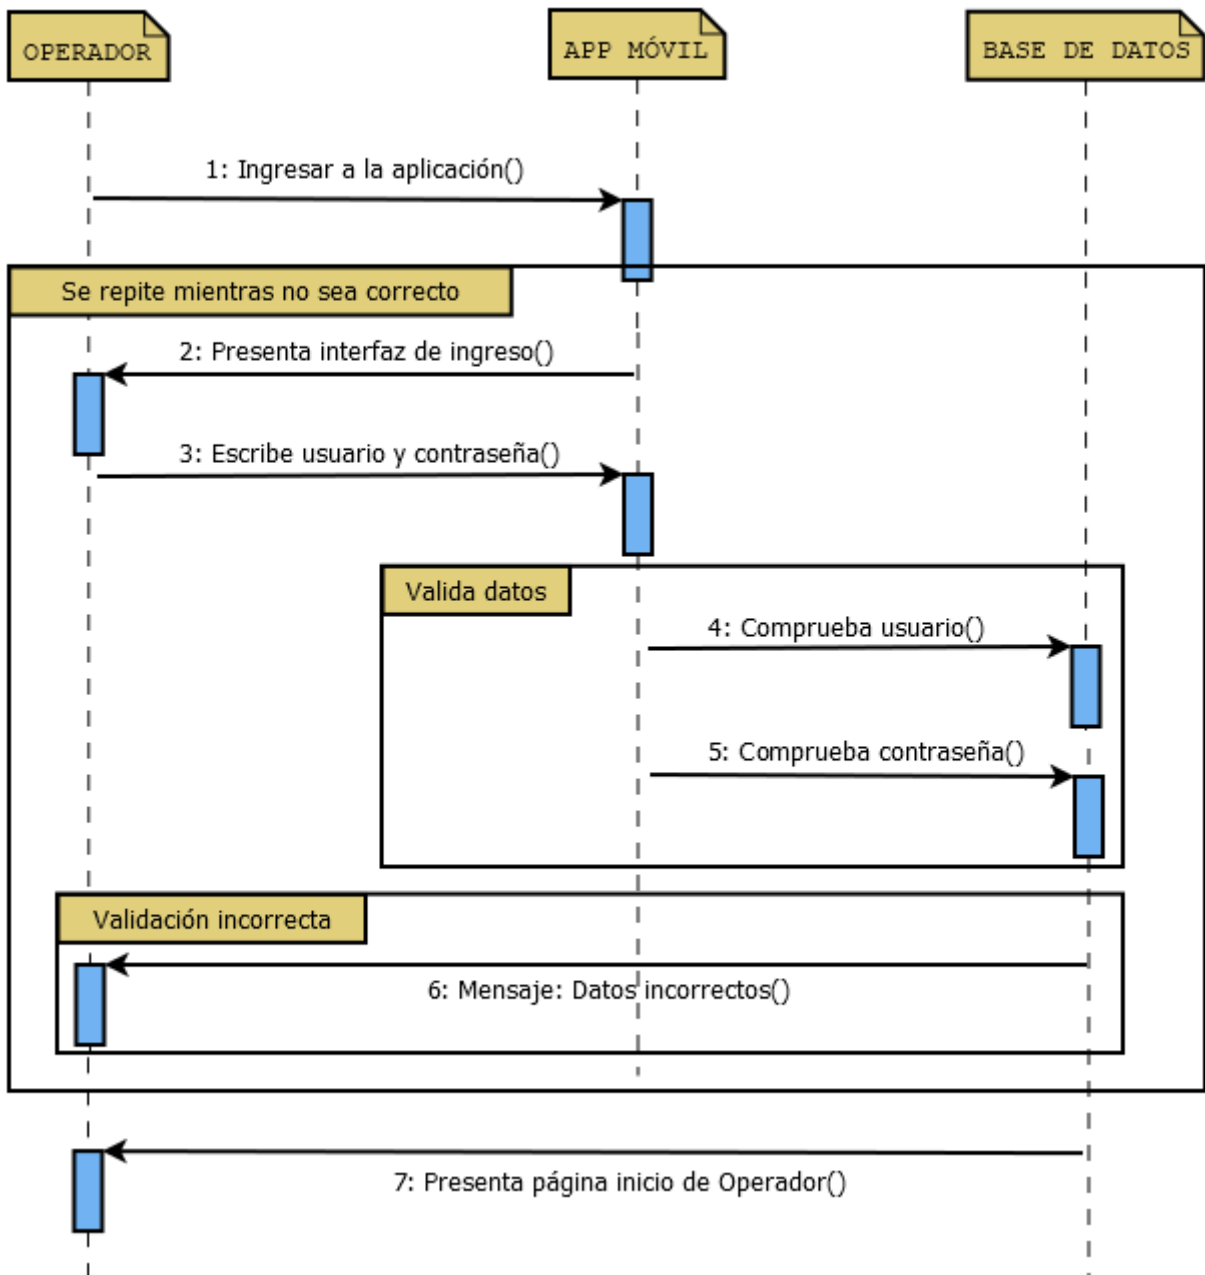 OPERADOR
APP MÓVIL
BASE DE DATOS
1: Ingresar a la aplicación()
Se repite mientras no sea correcto
2: Presenta interfaz de ingreso()
3: Escribe usuario y contraseña()
Valida datos
4: Comprueba usuario()
5: Comprueba contraseña()
Validación incorrecta
6: Mensaje: Datos incorrectos()
7: Presenta página inicio de Operador()